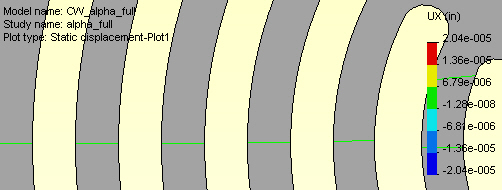 Model name: CW_alpha_full
Study name: alpha_full
Plot type: Static displacement-Plot1
UX (in)
2.04e-005
1.36e-005
6.79e-006
-1.28e-008
-6.81e-006
-1.36e-005
-2.04e-005